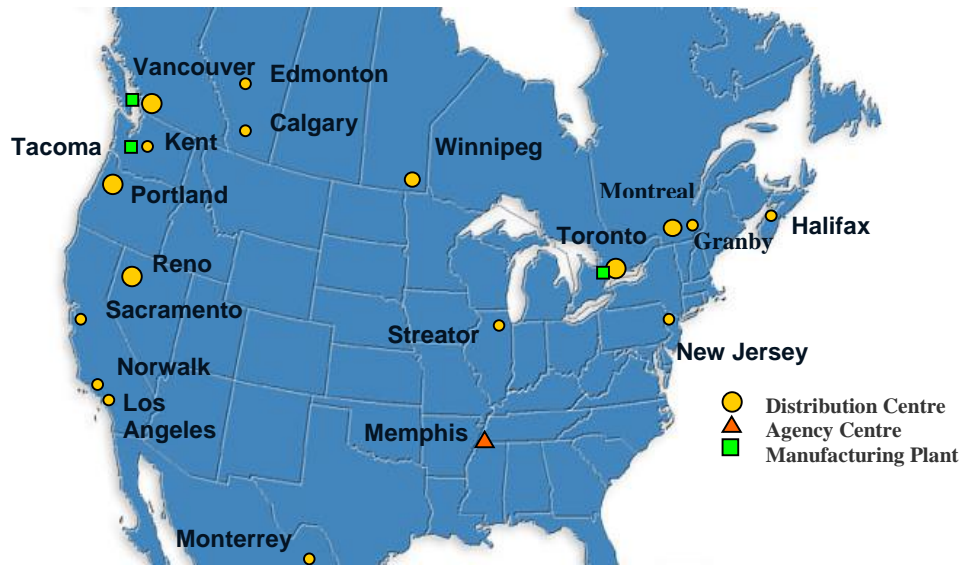 Vancouver
Edmonton
Calgary
Tacoma
Kent
Winnipeg
Portland
Montreal
Toronto
Granby
Halifax
Reno
Sacramento
Streator
New Jersey
Norwalk
Los
Angeles
Memphis
Distribution Centre
Agency Centre
Manufacturing Plant
Monterrey